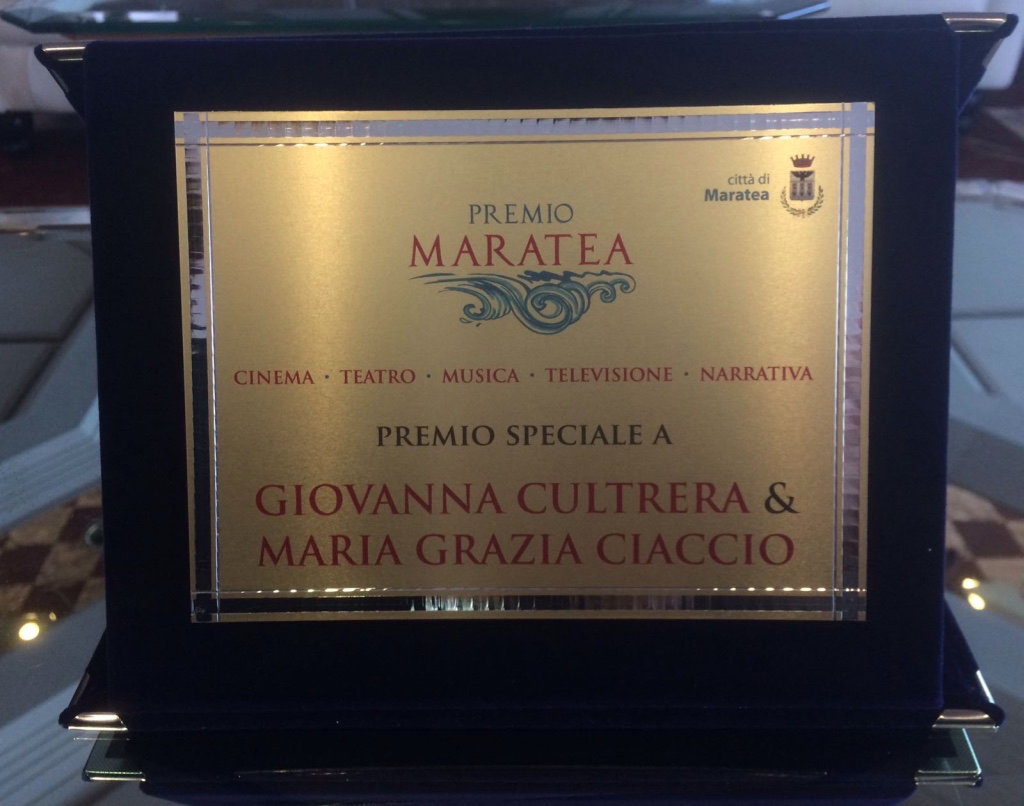 città di
Maratea
PREMIO
MARATEA
CINEMA · TEATRO · MUSICA · TELEVISIONE · NARRATIVA
PREMIO SPECIALE A
GIOVANNA CULTRERA &
MARIA GRAZIA CIACCIO